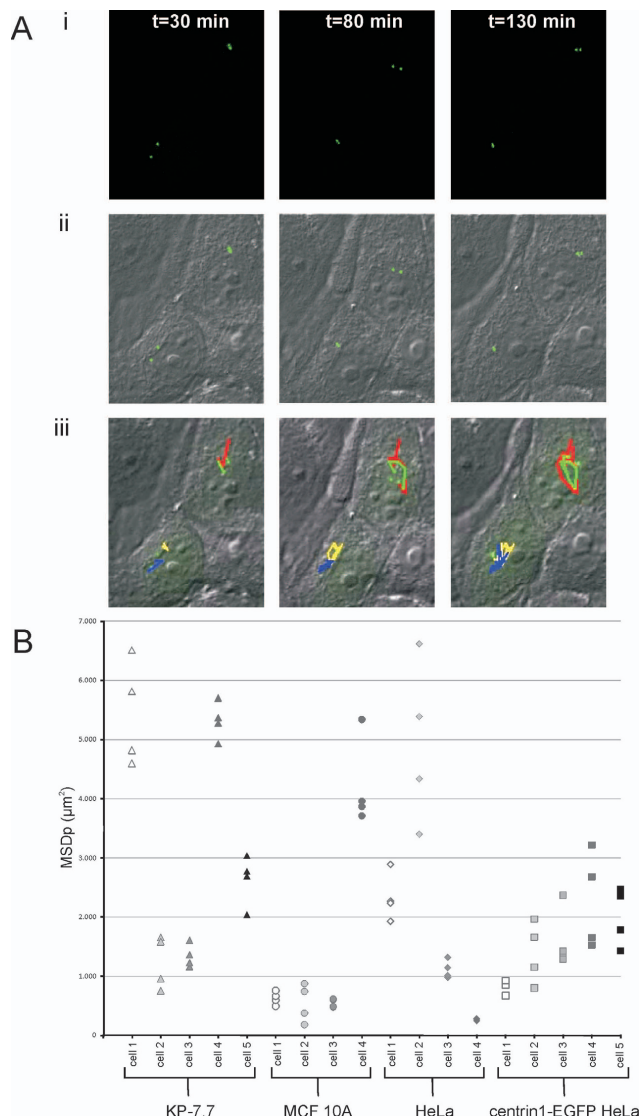 A
i
t=30 min
t=80 min
t=130 min
ii
iii
B
7.000
6.000
5.000
4.000
3.000
2.000
1.000
0
MSDp (µm²)
cell 1
cell 2
cell 3
cell 4
cell 5
cell 1
cell 2
cell 3
cell 4
cell 1
cell 2
cell 3
cell 4
cell 1
cell 2
cell 3
cell 4
cell 5
KP-7.7
MCF 10A
HeLa
centrin1-EGFP HeLa